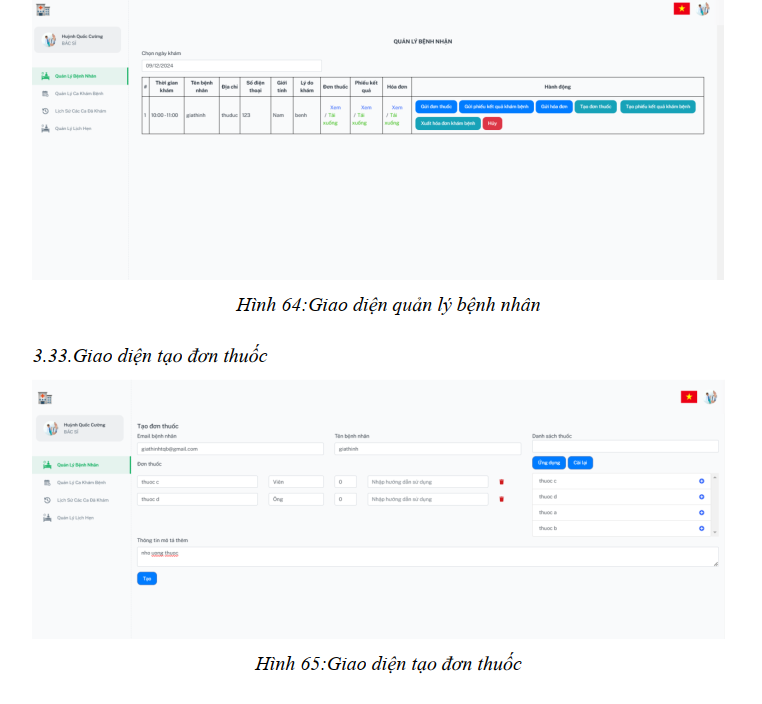 Huỳnh Quốc Cường
BÁC SĨ
Quản Lý Bệnh Nhân
Quản Lý Ca Khám Bệnh
Lịch Sử Các Ca Đã Khám
Quản Lý Lịch Hẹn
QUẢN LÝ BỆNH NHÂN
Chọn ngày khám
09/12/2024
# Thời gian khám Tên bệnh nhân Địa chỉ Số điện thoại Giới tính Lý do khám Đơn thuốc Phiếu kết quả Hóa đơn Hành động
1 10:00-11:00 giathinh thuduc 123 Nam benh Xem / Tải xuống Xem / Tải xuống Xem / Tải xuống Gửi đơn thuốc Gửi phiếu kết quả khám bệnh Gửi hóa đơn Tạo đơn thuốc Tạo phiếu kết quả khám bệnh
Xuất hóa đơn khám bệnh Hủy
Hình 64:Giao diện quản lý bệnh nhân
3.33.Giao diện tạo đơn thuốc
Huỳnh Quốc Cường
BÁC SĨ
Quản Lý Bệnh Nhân
Quản Lý Ca Khám Bệnh
Lịch Sử Các Ca Đã Khám
Quản Lý Lịch Hẹn
Tạo đơn thuốc
Email bệnh nhân Tên bệnh nhân Danh sách thuốc
giathinhtqb@gmail.com giathinh
Đơn thuốc Ứng dụng Cài lại
thuoc c Viên 0 Nhập hướng dẫn sử dụng
thuoc d Ống 0 Nhập hướng dẫn sử dụng
thuoc c
thuoc d
thuoc a
thuoc b
Thông tin mô tả thêm
nho uong thuoc
Tạo
Hình 65:Giao diện tạo đơn thuốc